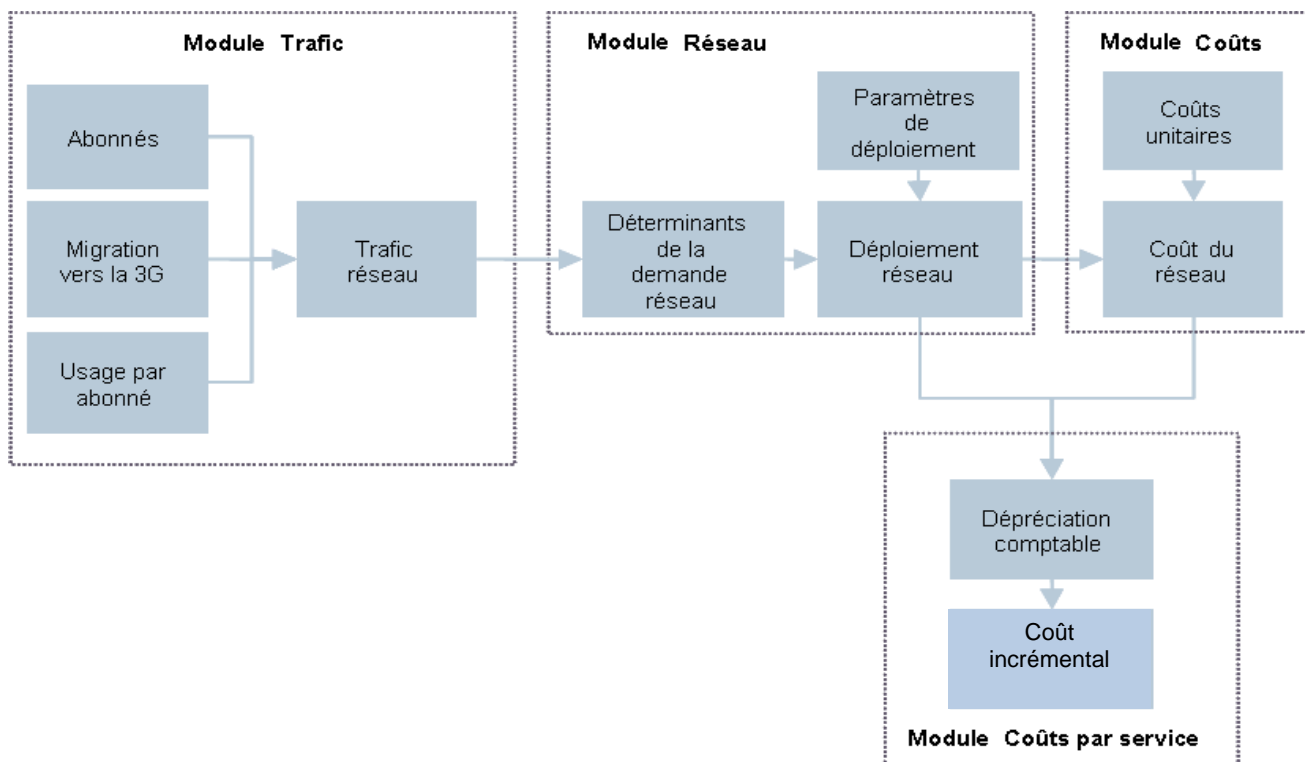 Module Trafic
Abonnés
Migration
vers la 3G
Usage par
abonné
Trafic
réseau
Module Réseau
Paramètres
de
déploiement
Déterminants
de la
demande
réseau
Déploiement
réseau
Module Coûts
Coûts
unitaires
Coût du
réseau
Dépréciation
comptable
Coût
incrémental
Module Coûts par service